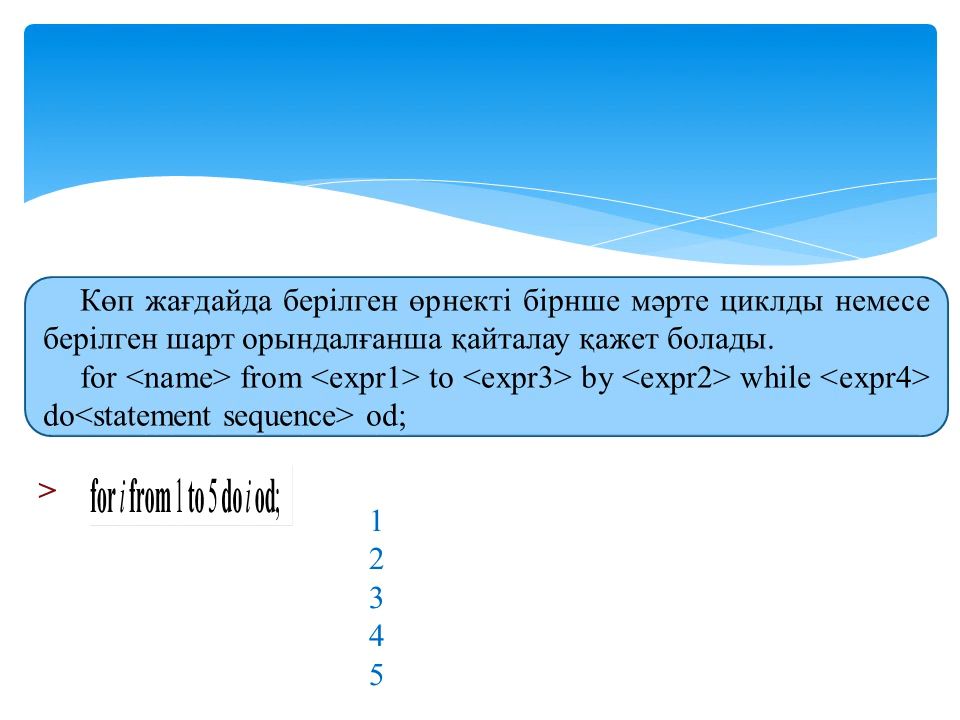 Көп жағдайда берілген өрнекті бірнше мәрте циклды немесе
берілген шарт орындалғанша қайталау қажет болады.
for <name> from <expr1> to <expr3> by <expr2> while <expr4>
do<statement sequence> od;
> for i from 1 to 5 do i od;
1
2
3
4
5